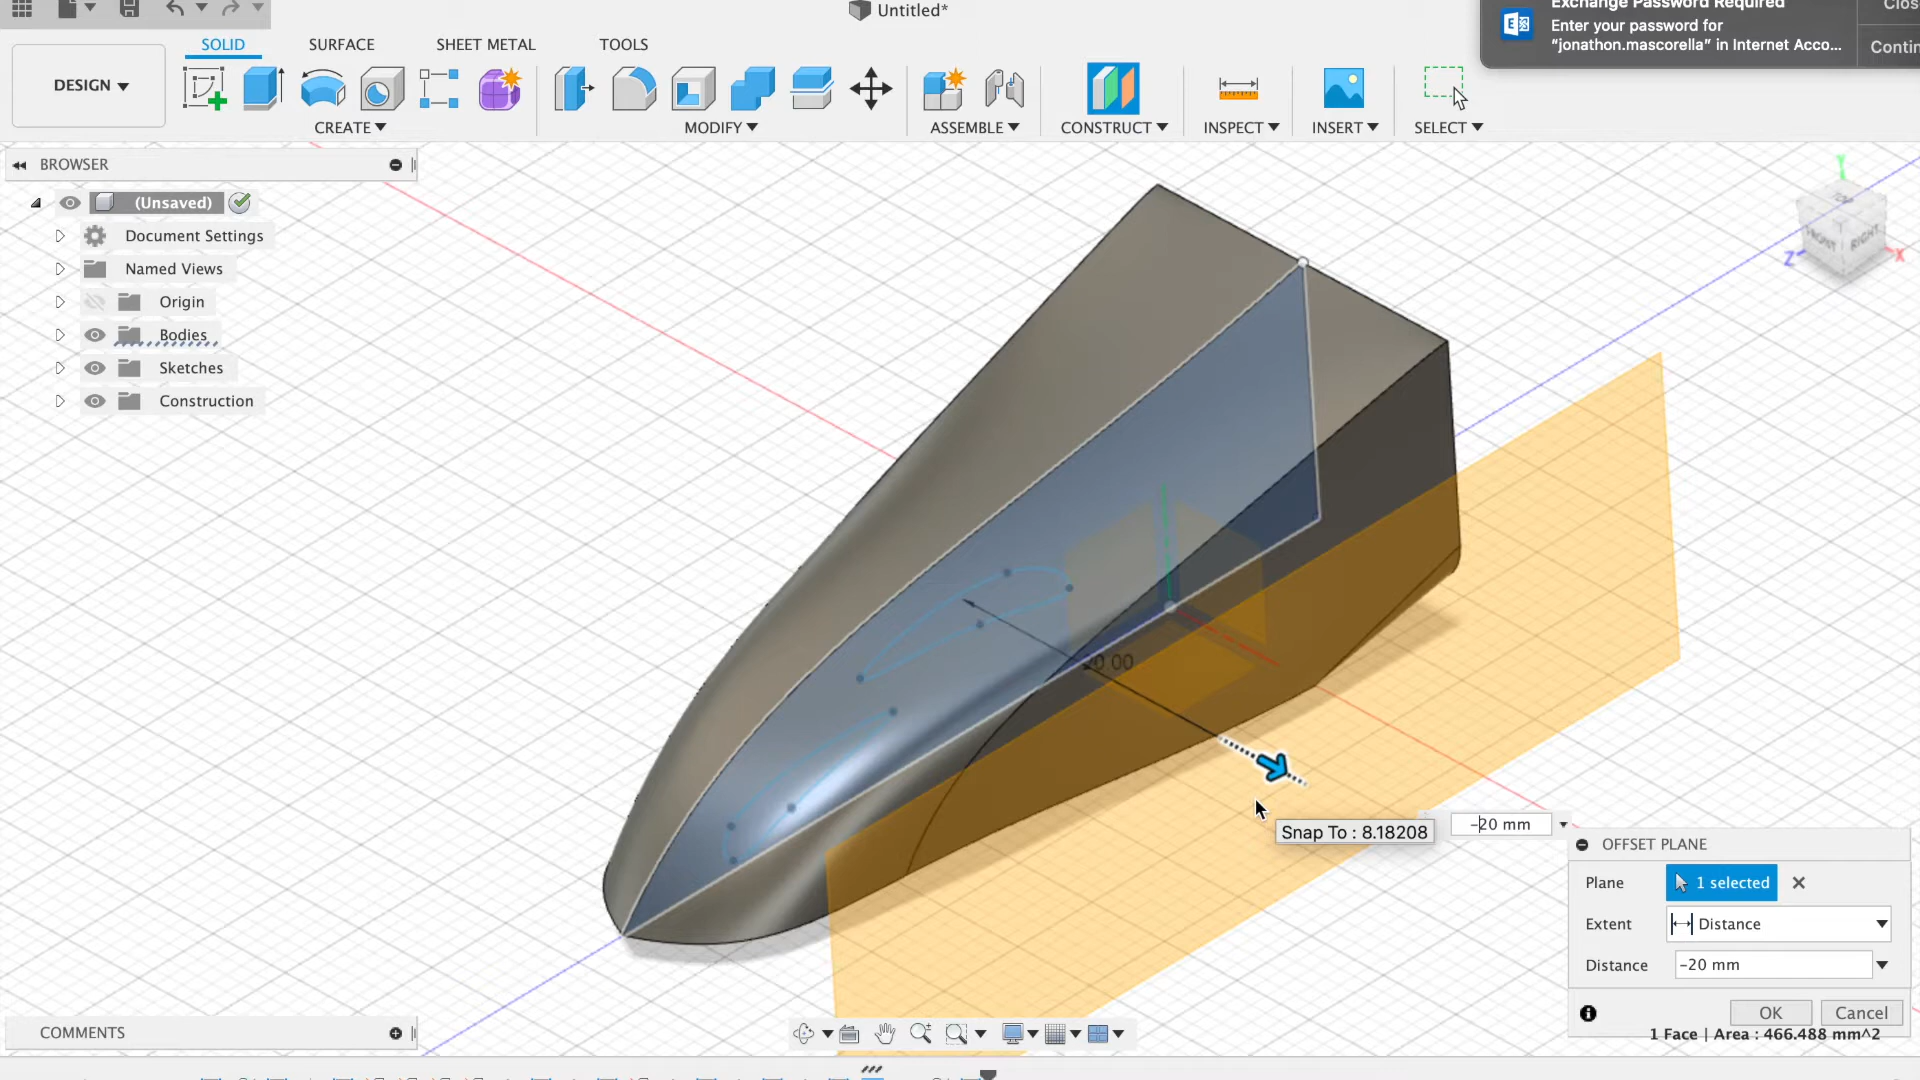 Untitled*
Exchange Password Required
Enter your password for
"jonathon.mascorella" in Internet Acco...
SOLID
SURFACE
SHEET METAL
TOOLS
DESIGN
CREATE
MODIFY
ASSEMBLE
CONSTRUCT
INSPECT
INSERT
SELECT
BROWSER
(Unsaved)
Document Settings
Named Views
Origin
Bodies
Sketches
Construction
Y
FRONT
RIGHT
Z
X
Snap To : 8.18208
-20 mm
OFFSET PLANE
Plane
1 selected
Extent
Distance
Distance
-20 mm
OK
Cancel
1 Face | Area : 466.488 mm^2
COMMENTS